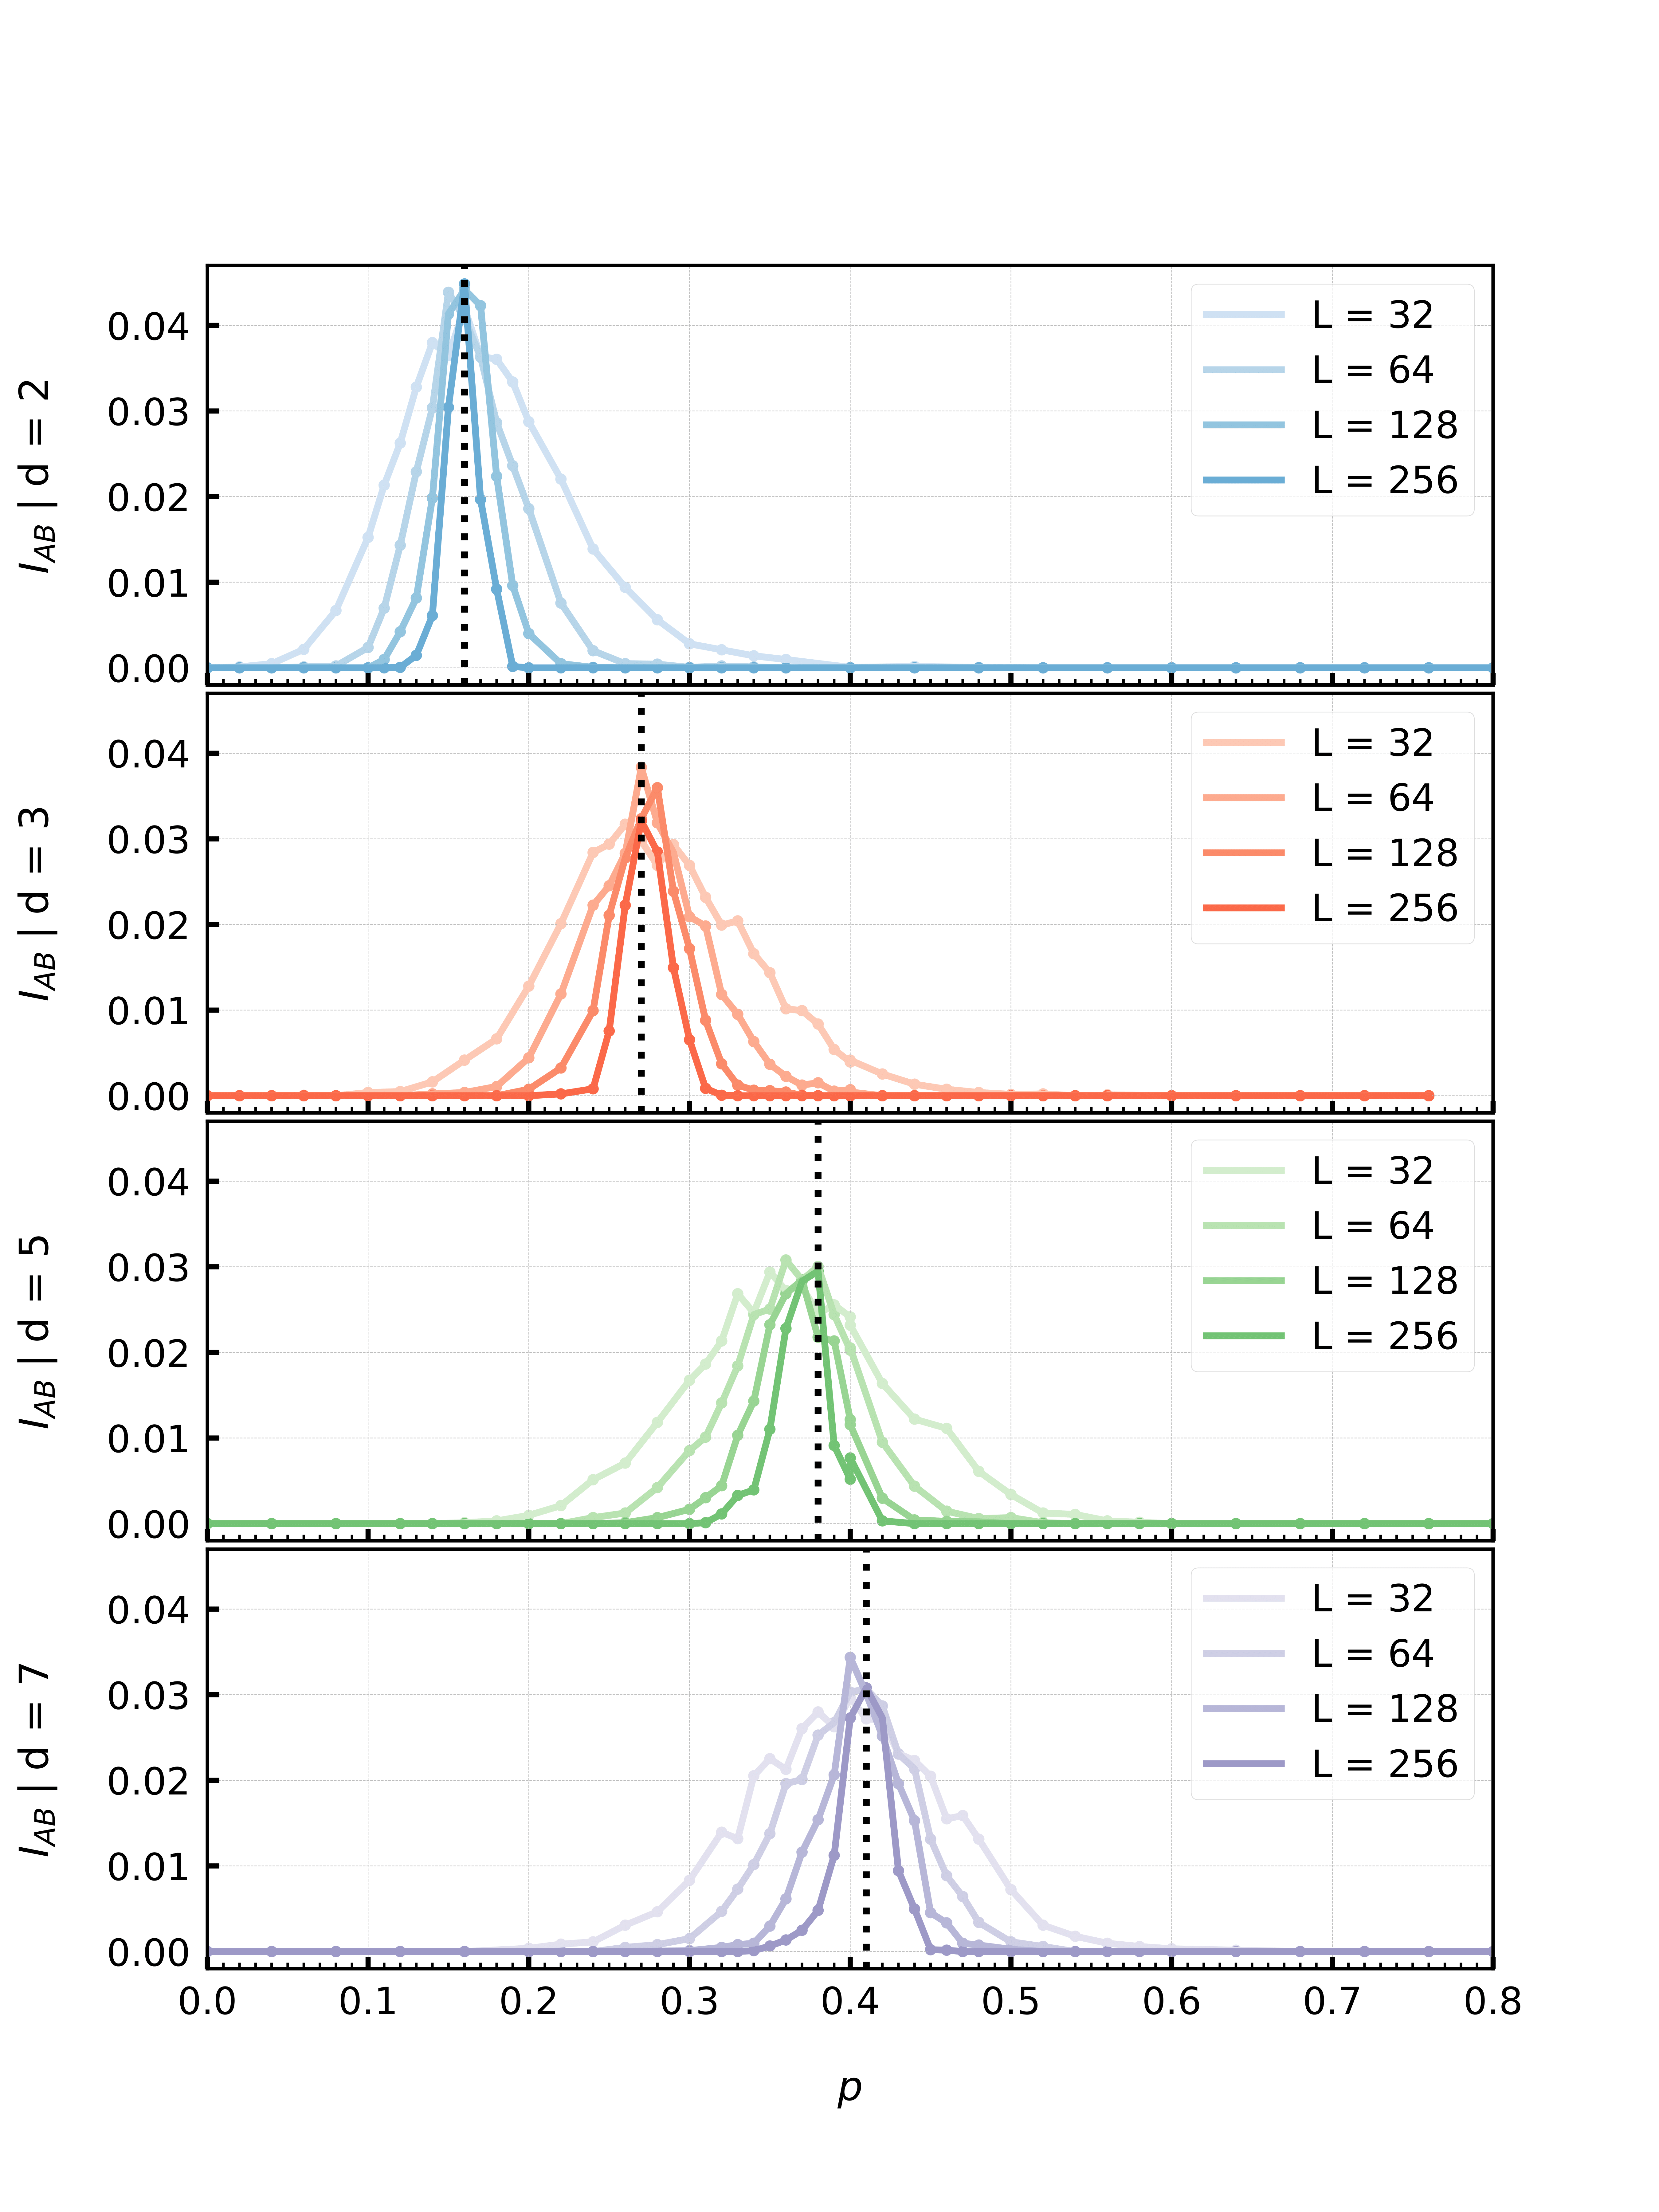 I_AB | d = 2
0.04
0.03
0.02
0.01
0.00
L = 32
L = 64
L = 128
L = 256
I_AB | d = 3
0.04
0.03
0.02
0.01
0.00
L = 32
L = 64
L = 128
L = 256
I_AB | d = 5
0.04
0.03
0.02
0.01
0.00
L = 32
L = 64
L = 128
L = 256
I_AB | d = 7
0.04
0.03
0.02
0.01
0.00
L = 32
L = 64
L = 128
L = 256
0.0 0.1 0.2 0.3 0.4 0.5 0.6 0.7 0.8
p